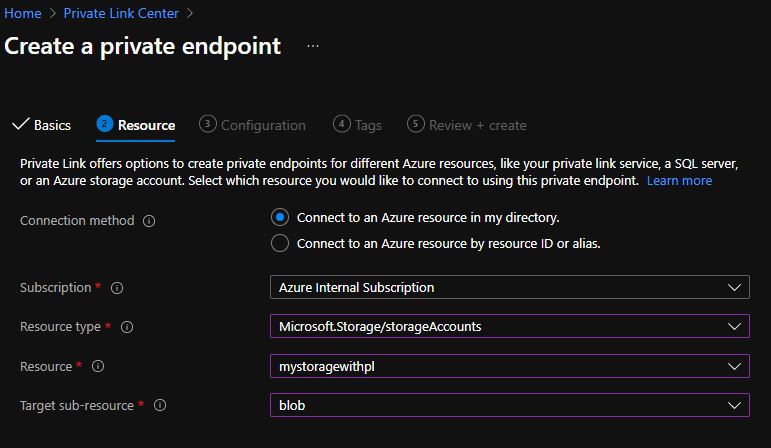 Home > Private Link Center >
Create a private endpoint ...
Basics 2 Resource 3 Configuration 4 Tags 5 Review + create
Private Link offers options to create private endpoints for different Azure resources, like your private link service, a SQL server,
or an Azure storage account. Select which resource you would like to connect to using this private endpoint. Learn more
Connection method Connect to an Azure resource in my directory.
Connect to an Azure resource by resource ID or alias.
Subscription * Azure Internal Subscription
Resource type * Microsoft.Storage/storageAccounts
Resource * mystoragewithpl
Target sub-resource * blob